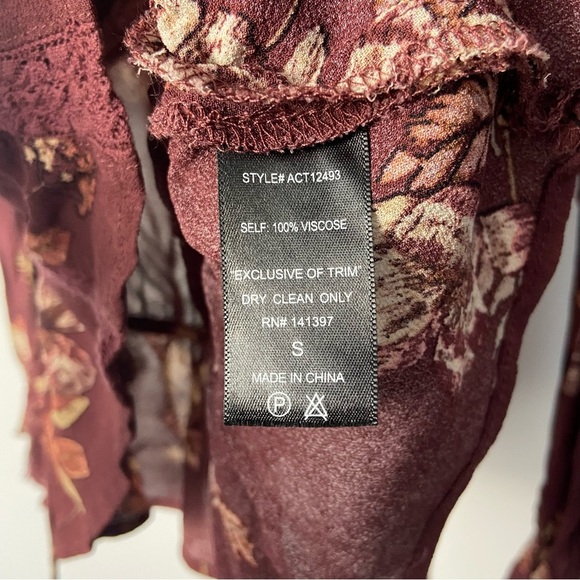 STYLE# ACT12493
SELF: 100% VISCOSE
"EXCLUSIVE OF TRIM"
DRY CLEAN ONLY
RN# 141397
S
MADE IN CHINA
P